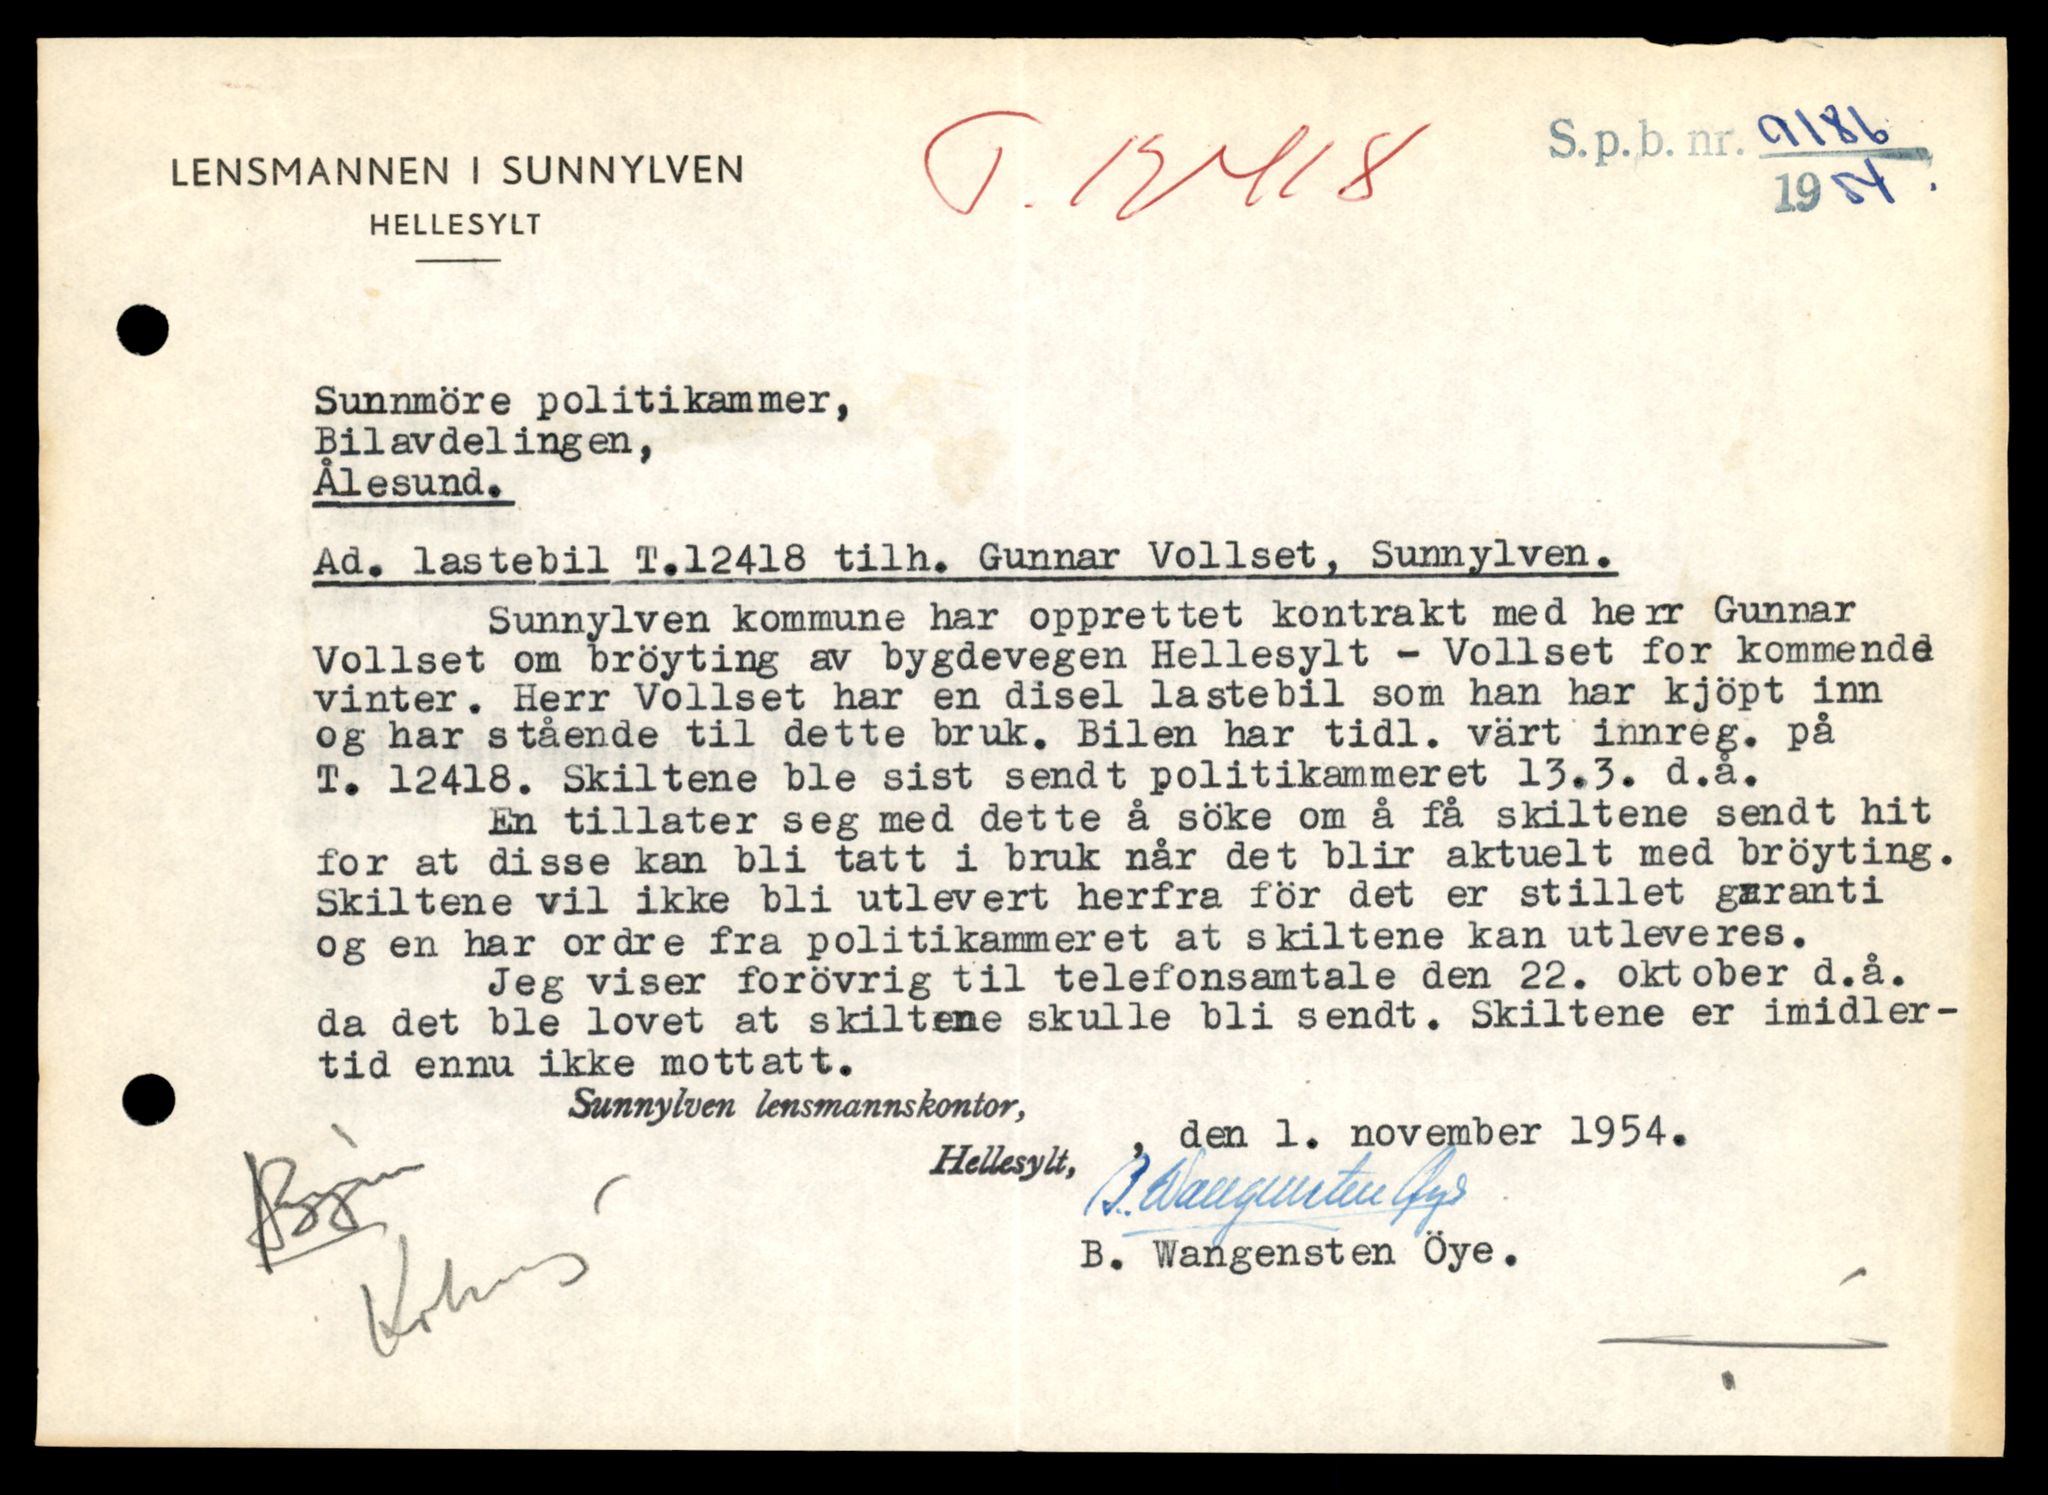 LENSMANNEN I SUNNYLVEN
HELLESYLT
T. 12418
S.p.b. nr. 9186
1954.
Sunnmöre politikammer,
Bilavdelingen,
Ålesund.
Ad. lastebil T.12418 tilh. Gunnar Vollset, Sunnylven.
Sunnylven kommune har opprettet kontrakt med herr Gunnar
Vollset om bröyting av bygdevegen Hellesylt - Vollset for kommende
vinter. Herr Vollset har en disel lastebil som han har kjöpt inn
og har stående til dette bruk. Bilen har tidl. värt innreg. på
T. 12418. Skiltene ble sist sendt politikammeret 13.3. d.å.
En tillater seg med dette å söke om å få skiltene sendt hit
for at disse kan bli tatt i bruk når det blir aktuelt med bröyting.
Skiltene vil ikke bli utlevert herfra för det er stillet garanti
og en har ordre fra politikammeret at skiltene kan utleveres.
Jeg viser forövrig til telefonsamtale den 22. oktober d.å.
da det ble lovet at skiltene skulle bli sendt. Skiltene er imidler-
tid ennu ikke mottatt.
Sunnylven lensmannskontor,
Hellesylt, , den 1. november 1954.
B. Wangensten Öye
B. Wangensten Öye.